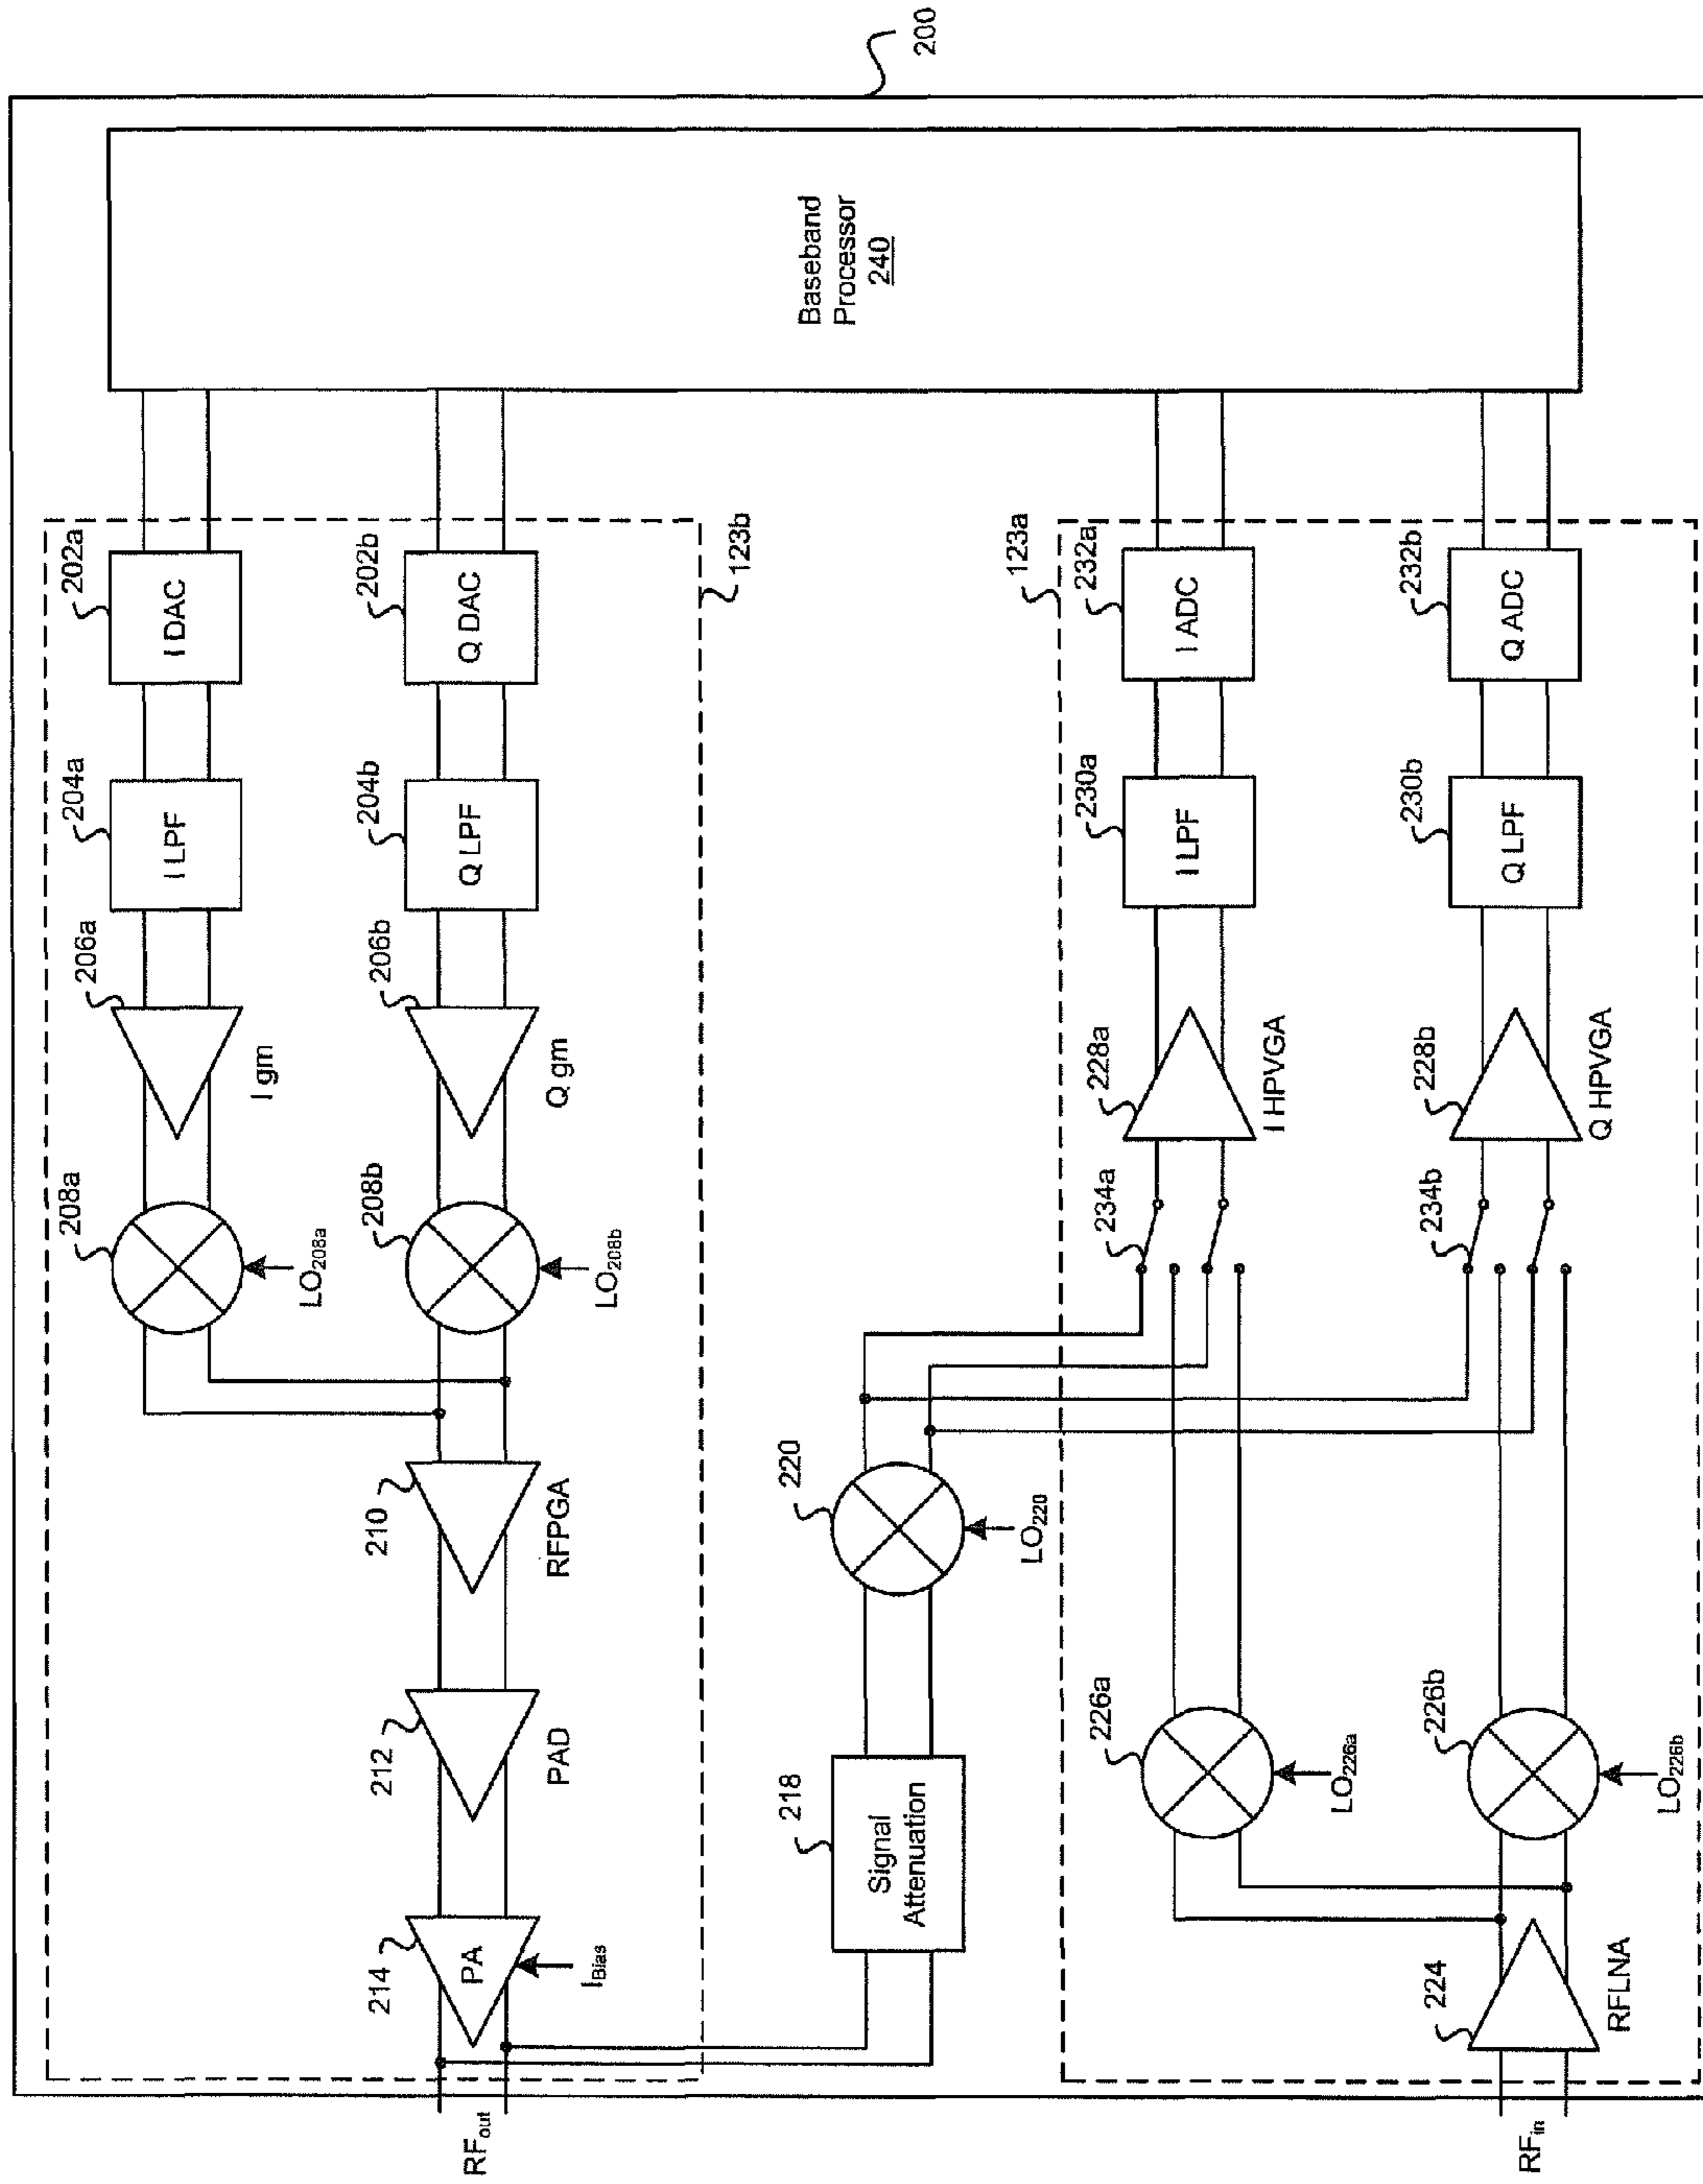 200
Baseband
Processor
240
202a
I DAC
204a
I LPF
206a
I gm
208a
LO208a
202b
Q DAC
204b
Q LPF
206b
Q gm
208b
LO208b
210
RFPGA
212
PAD
214
PA
IBias
RFout
123b
218
Signal
Attenuation
220
LO220
123a
232a
I ADC
230a
I LPF
228a
I HPVGA
234a
226a
LO226a
232b
Q ADC
230b
Q LPF
228b
Q HPVGA
234b
226b
LO226b
224
RFLNA
RFin